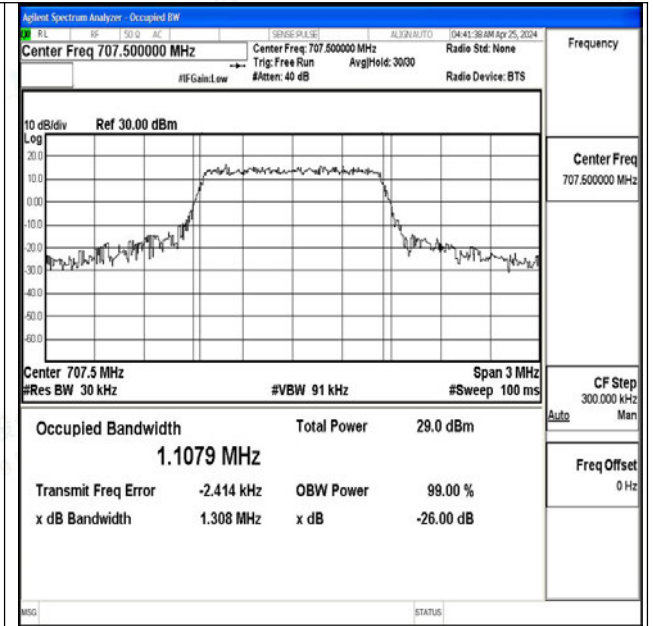 Agilent Spectrum Analyzer - Occupied BW
RL RF 50 Ω AC SENSE:PULSE ALIGN AUTO 04:41:38 AM Apr 25, 2024
Center Freq 707.500000 MHz
Center Freq: 707.500000 MHz
Radio Std: None
Trig: Free Run Avg|Hold: 30/30
#IFGain:Low #Atten: 40 dB Radio Device: BTS
10 dB/div Ref 30.00 dBm
Log
20.0
10.0
0.00
-10.0
-20.0
-30.0
-40.0
-50.0
-60.0
Center 707.5 MHz Span 3 MHz
#Res BW 30 kHz #VBW 91 kHz #Sweep 100 ms
Occupied Bandwidth Total Power 29.0 dBm
1.1079 MHz
Transmit Freq Error -2.414 kHz OBW Power 99.00 %
x dB Bandwidth 1.308 MHz x dB -26.00 dB
MSG STATUS
Frequency
Center Freq
707.500000 MHz
CF Step
300.000 kHz
Auto Man
Freq Offset
0 Hz